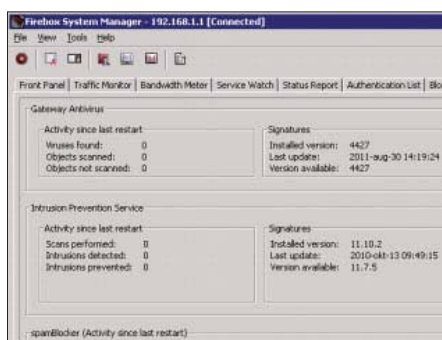 Firebox System Manager - 192.168.1.1 [Connected]
File View Tools Help
Front Panel Traffic Monitor Bandwidth Meter Service Watch Status Report Authentication List Blo
Gateway Antivirus
Activity since last restart
Viruses found: 0
Objects scanned: 0
Objects not scanned: 0
Signatures
Installed version: 4427
Last update: 2011-aug-30 14:19:24
Version available: 4427
Intrusion Prevention Service
Activity since last restart
Scans performed: 0
Intrusions detected: 0
Intrusions prevented: 0
Signatures
Installed version: 11.10.2
Last update: 2010-okt-13 09:49:15
Version available: 11.7.5
spamBlocker (Activity since last restart)